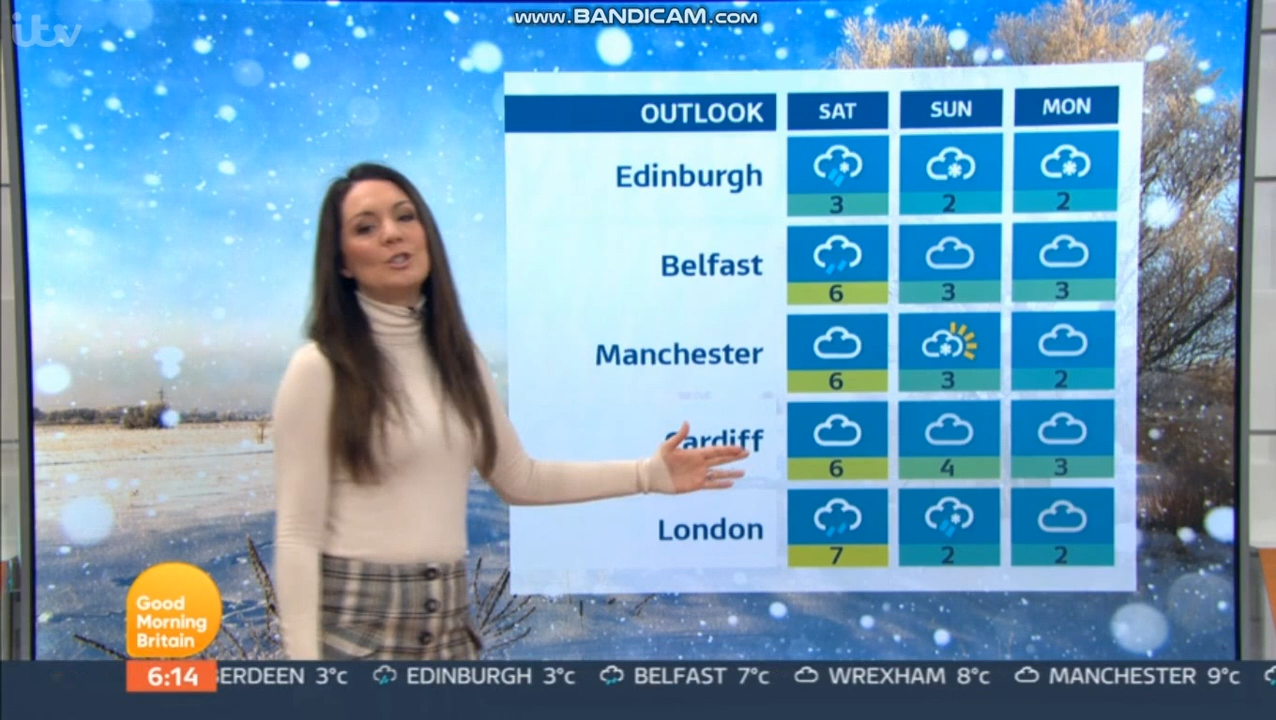 www.BANDICAM.com
itv
OUTLOOK SAT SUN MON
Edinburgh 3 2 2
Belfast 6 3 3
Manchester 6 3 2
Cardiff 6 4 3
London 7 2 2
Good
Morning
Britain
6:14 BERDEEN 3°c EDINBURGH 3°c BELFAST 7°c WREXHAM 8°c MANCHESTER 9°c